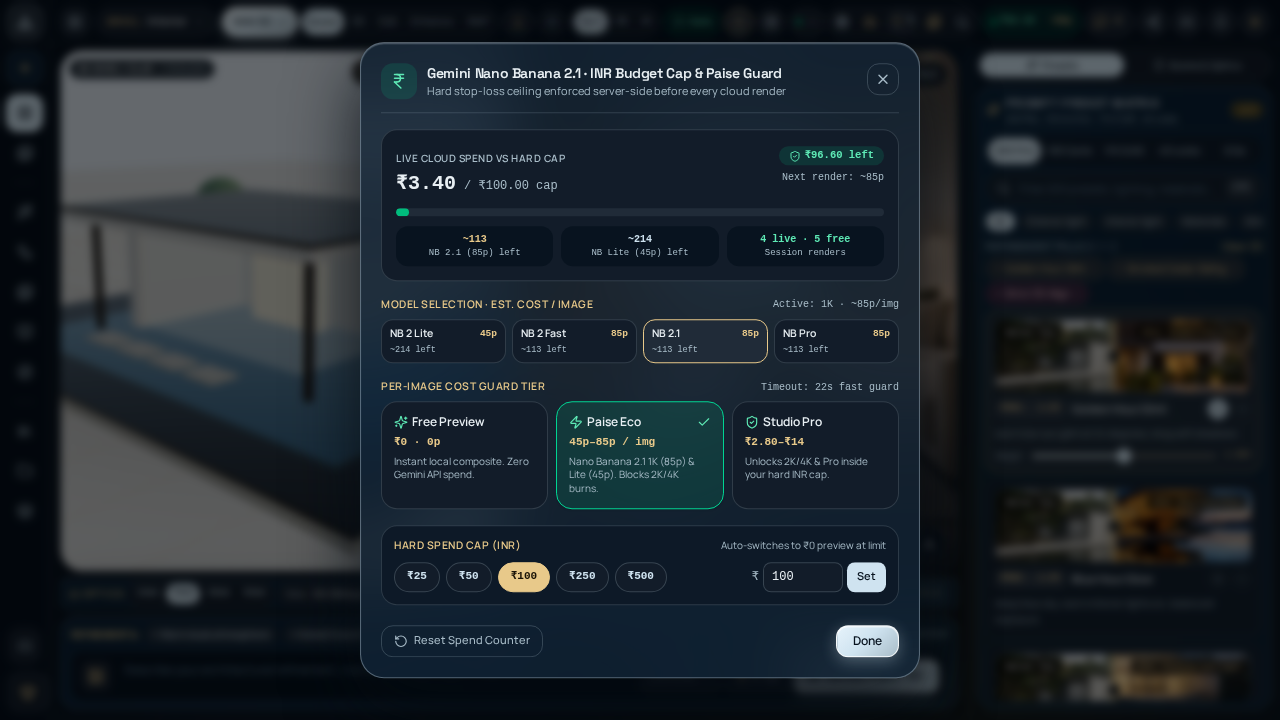 ₹
Gemini Nano Banana 2.1 · INR Budget Cap & Paise Guard
Hard stop-loss ceiling enforced server-side before every cloud render
LIVE CLOUD SPEND VS HARD CAP
₹96.60 left
₹3.40 / ₹100.00 cap
Next render: ~85p
~113
NB 2.1 (85p) left
~214
NB Lite (45p) left
4 live · 5 free
Session renders
MODEL SELECTION · EST. COST / IMAGE
Active: 1K · ~85p/img
NB 2 Lite 45p
~214 left
NB 2 Fast 85p
~113 left
NB 2.1 85p
~113 left
NB Pro 85p
~113 left
PER-IMAGE COST GUARD TIER
Timeout: 22s fast guard
Free Preview
₹0 · 0p
Instant local composite. Zero
Gemini API spend.
Paise Eco
45p–85p / img
Nano Banana 2.1 1K (85p) &
Lite (45p). Blocks 2K/4K
burns.
Studio Pro
₹2.80–₹14
Unlocks 2K/4K & Pro inside
your hard INR cap.
HARD SPEND CAP (INR)
Auto-switches to ₹0 preview at limit
₹25 ₹50 ₹100 ₹250 ₹500
₹ 100 Set
Reset Spend Counter
Done